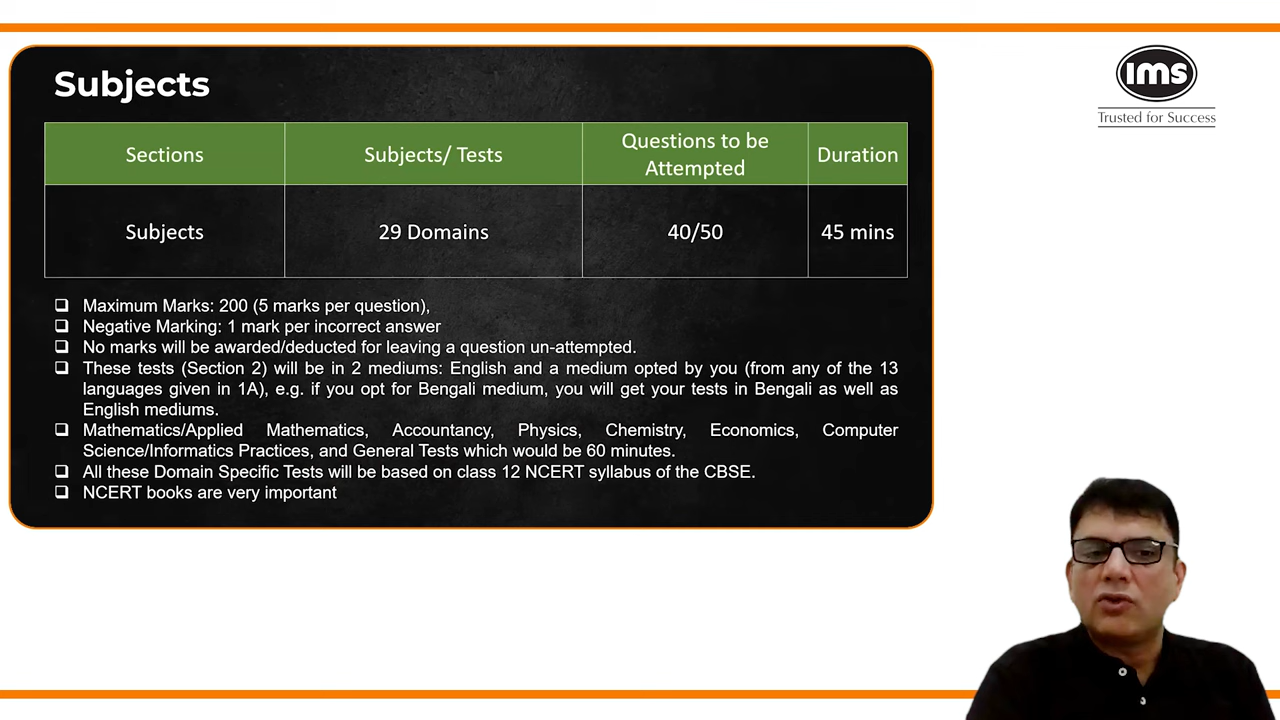 Subjects
ims
Trusted for Success
Sections
Subjects/ Tests
Questions to be
Attempted
Duration
Subjects
29 Domains
40/50
45 mins
Maximum Marks: 200 (5 marks per question),
Negative Marking: 1 mark per incorrect answer
No marks will be awarded/deducted for leaving a question un-attempted.
These tests (Section 2) will be in 2 mediums: English and a medium opted by you (from any of the 13
languages given in 1A), e.g. if you opt for Bengali medium, you will get your tests in Bengali as well as
English mediums.
Mathematics/Applied Mathematics, Accountancy, Physics, Chemistry, Economics, Computer
Science/Informatics Practices, and General Tests which would be 60 minutes.
All these Domain Specific Tests will be based on class 12 NCERT syllabus of the CBSE.
NCERT books are very important